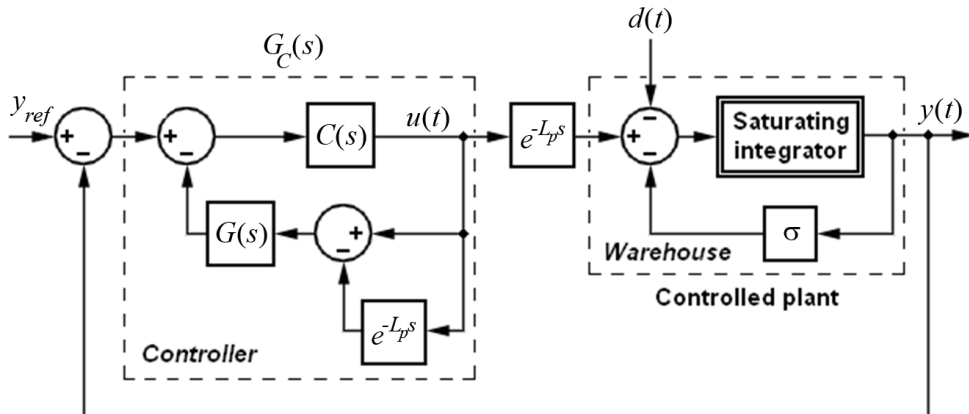 d(t)
G_C(s)
y_ref
+
−
+
−
C(s)
u(t)
e^{-L_p s}
−
+
−
Saturating
integrator
y(t)
G(s)
+
−
σ
Warehouse
Controlled plant
e^{-L_p s}
Controller